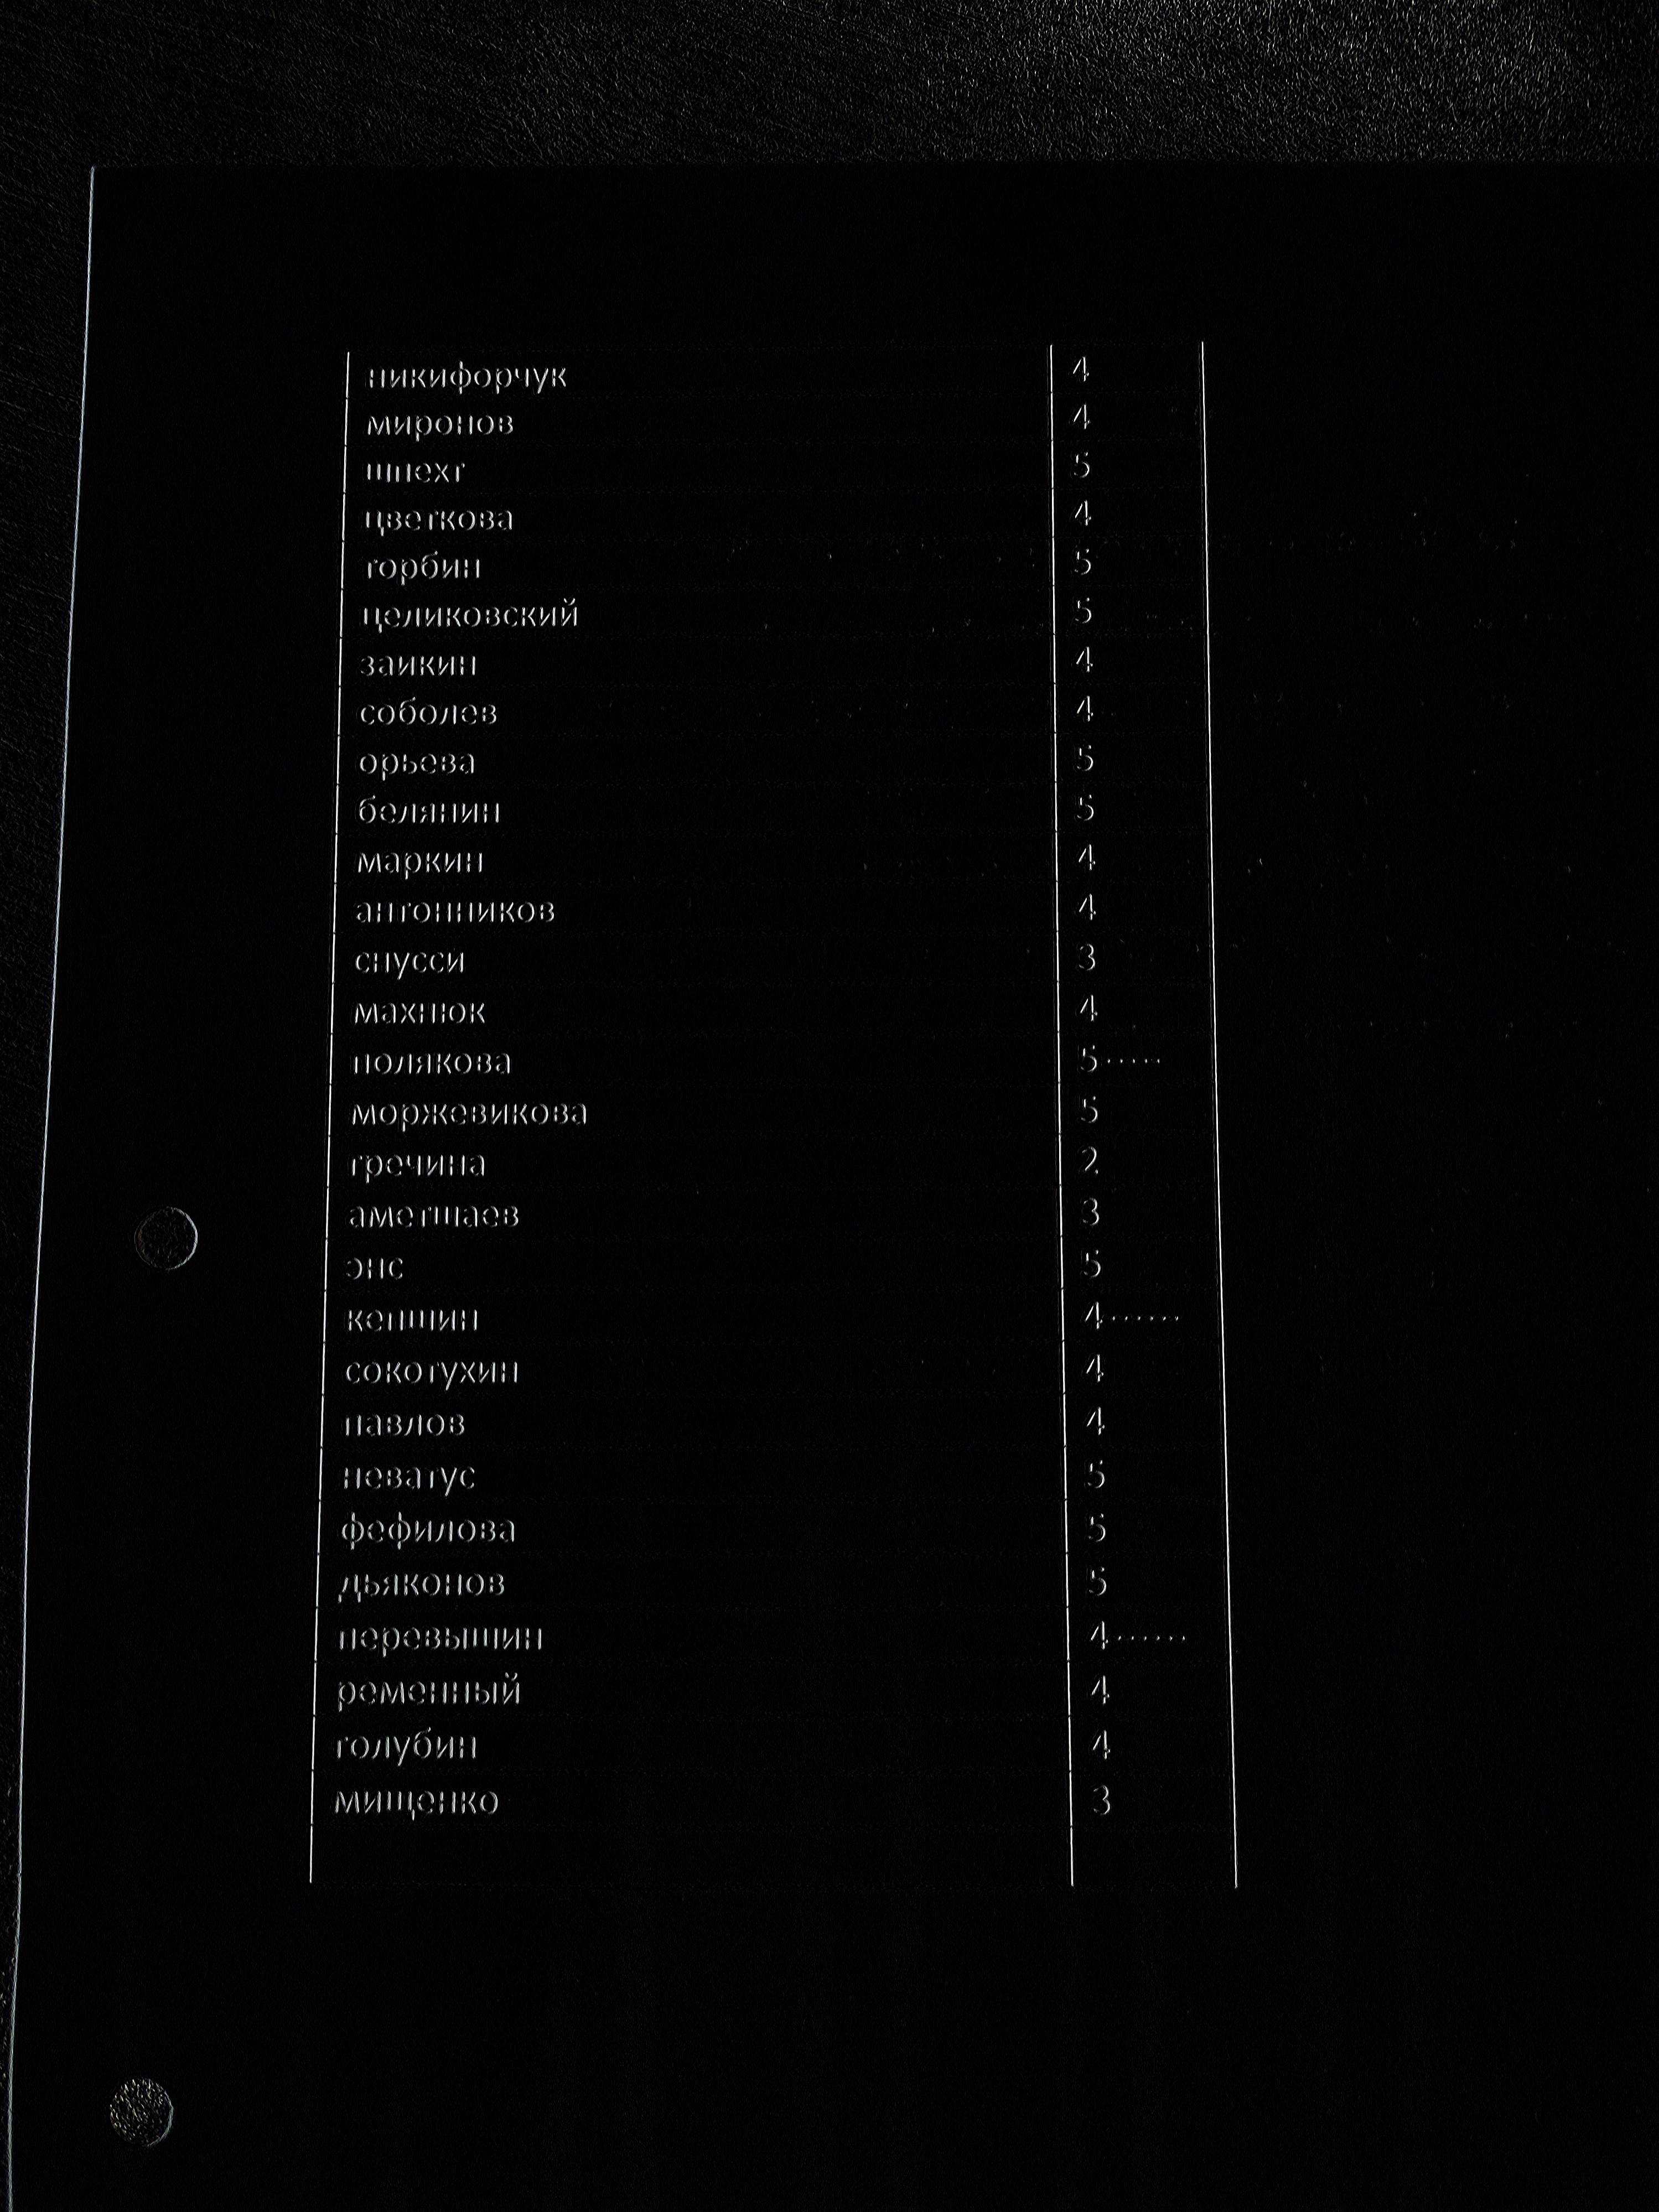 никифорчук 4
миронов 4
шпехт 5
цветкова 4
горбин 5
целиковский 5
заикин 4
соболев 4
орьева 5
белянин 5
маркин 4
антонников 4
снусси 3
махнюк 4
полякова 5.....
моржевикова 5
гречина 2
аметшаев 3
энс 5
кепшин 4......
сокотухин 4
павлов 4
неватус 5
фефилова 5
дьяконов 5
перевышин 4......
ременный 4
голубин 4
мищенко 3